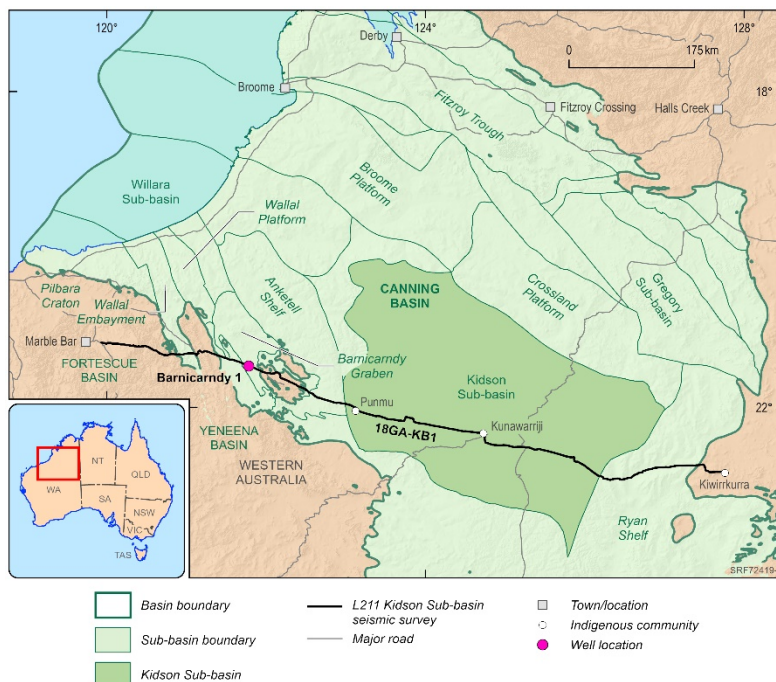 120°
124°
128°
Derby
0
175 km
Broome
18°
Fitzroy Crossing
Halls Creek
Fitzroy Trough
Willara
Sub-basin
Broome
Platform
Wallal
Platform
Pilbara
Craton
Wallal
Embayment
Anketell
Shelf
CANNING
BASIN
Crossland
Platform
Gregory
Sub-basin
Marble Bar
FORTESCUE
BASIN
Barnicarndy 1
Barnicarndy
Graben
Kidson
Sub-basin
22°
Punmu
18GA-KB1
Kunawarriji
YENEENA
BASIN
WESTERN
AUSTRALIA
Kiwirrkurra
Ryan
Shelf
WA
NT
QLD
SA
NSW
VIC
TAS
SRF72419-
Basin boundary
Sub-basin boundary
Kidson Sub-basin
L211 Kidson Sub-basin
seismic survey
Major road
Town/location
Indigenous community
Well location